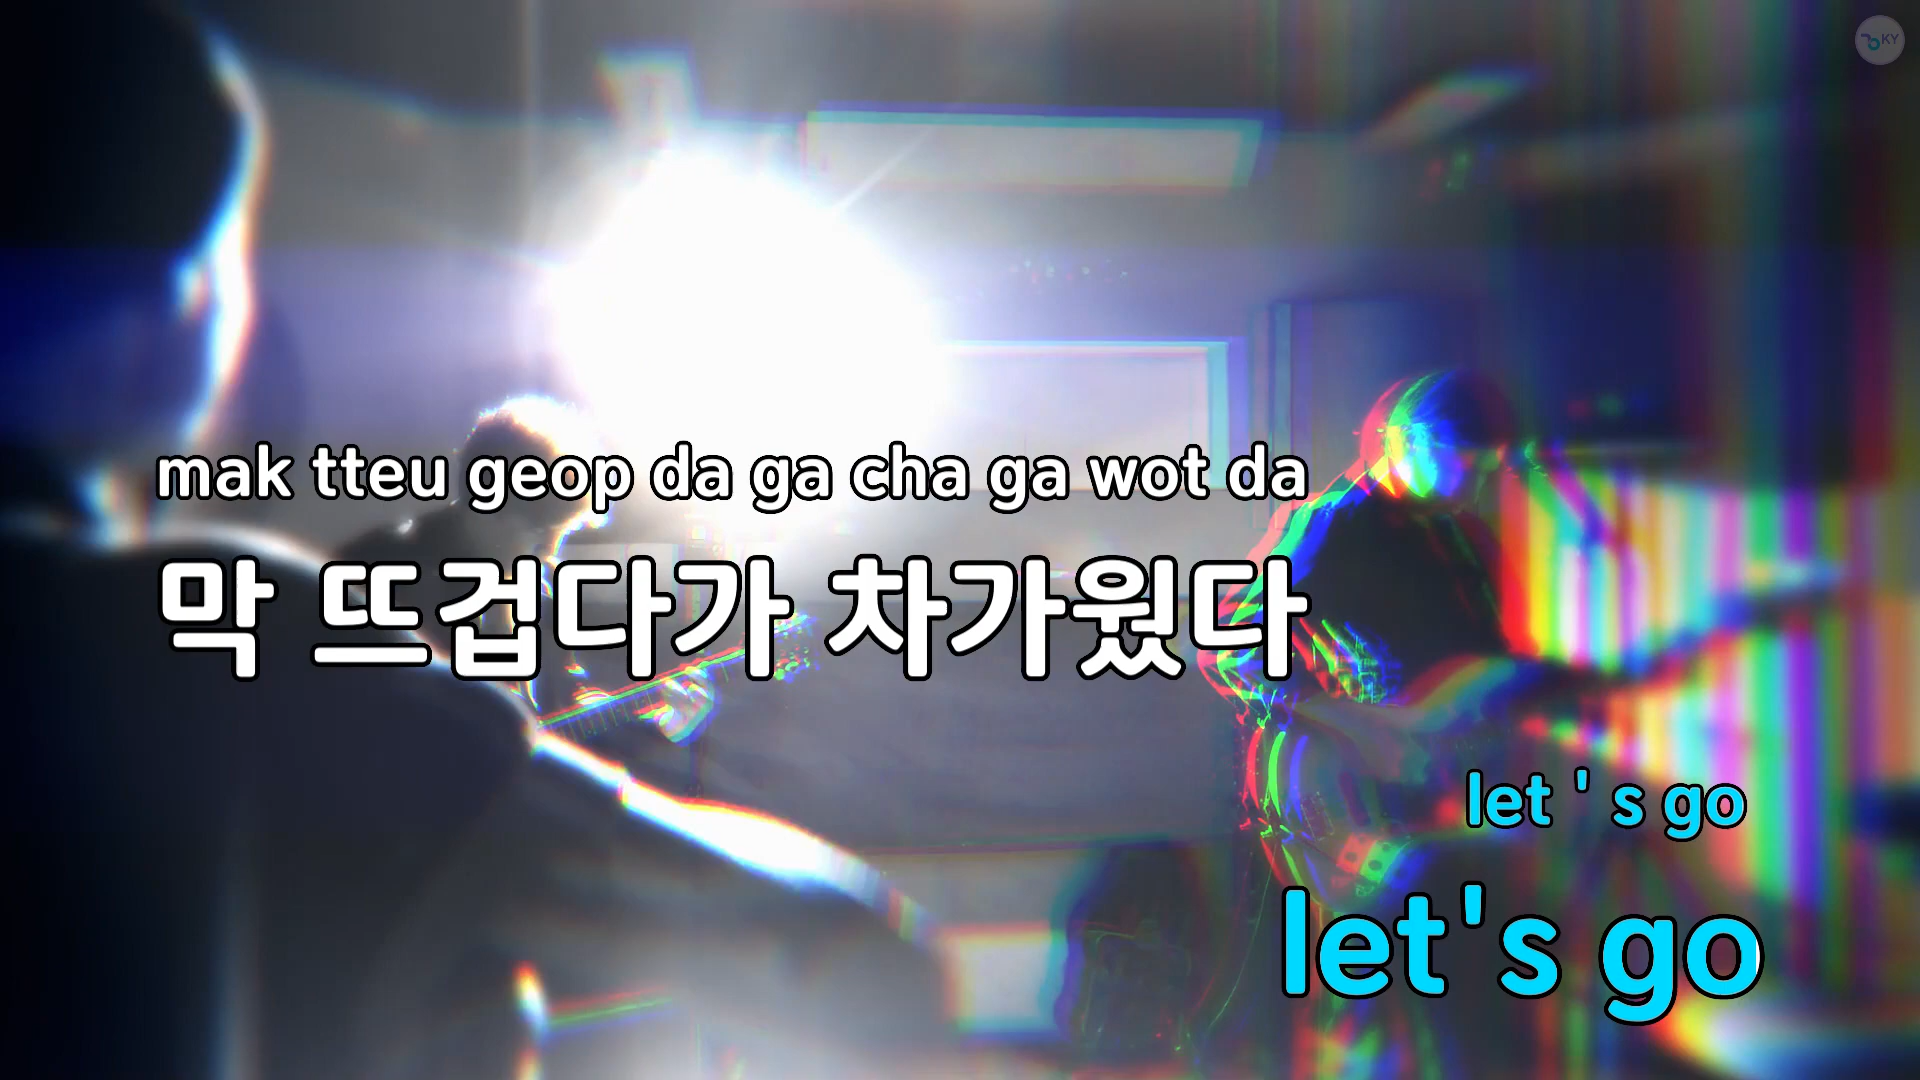 KY
mak tteu geop da ga cha ga wot da
막 뜨겁다가 차가웠다
let ' s go
let's go